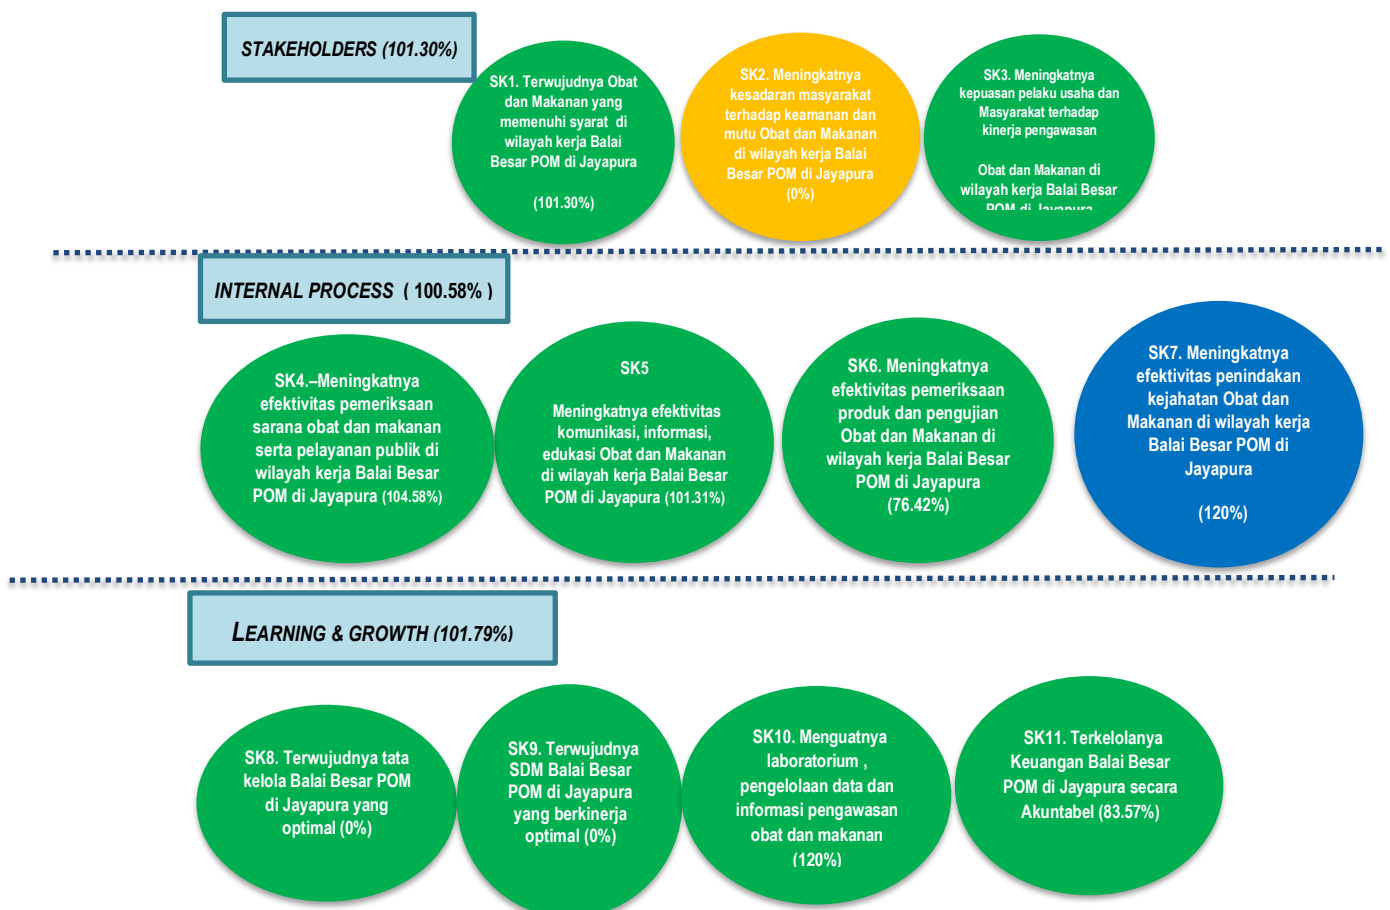 STAKEHOLDERS (101.30%)
SK1. Terwujudnya Obat
dan Makanan yang
memenuhi syarat di
wilayah kerja Balai
Besar POM di Jayapura
(101.30%)
SK2. Meningkatnya
kesadaran masyarakat
terhadap keamanan dan
mutu Obat dan Makanan
di wilayah kerja Balai
Besar POM di Jayapura
(0%)
SK3. Meningkatnya
kepuasan pelaku usaha dan
Masyarakat terhadap
kinerja pengawasan
Obat dan Makanan di
wilayah kerja Balai Besar
POM di Jayapura
INTERNAL PROCESS ( 100.58% )
SK4.–Meningkatnya
efektivitas pemeriksaan
sarana obat dan makanan
serta pelayanan publik di
wilayah kerja Balai Besar
POM di Jayapura (104.58%)
SK5
Meningkatnya efektivitas
komunikasi, informasi,
edukasi Obat dan Makanan
di wilayah kerja Balai Besar
POM di Jayapura (101.31%)
SK6. Meningkatnya
efektivitas pemeriksaan
produk dan pengujian
Obat dan Makanan di
wilayah kerja Balai Besar
POM di Jayapura
(76.42%)
SK7. Meningkatnya
efektivitas penindakan
kejahatan Obat dan
Makanan di wilayah kerja
Balai Besar POM di
Jayapura
(120%)
LEARNING & GROWTH (101.79%)
SK8. Terwujudnya tata
kelola Balai Besar POM
di Jayapura yang
optimal (0%)
SK9. Terwujudnya
SDM Balai Besar
POM di Jayapura
yang berkinerja
optimal (0%)
SK10. Menguatnya
laboratorium ,
pengelolaan data dan
informasi pengawasan
obat dan makanan
(120%)
SK11. Terkelolanya
Keuangan Balai Besar
POM di Jayapura secara
Akuntabel (83.57%)